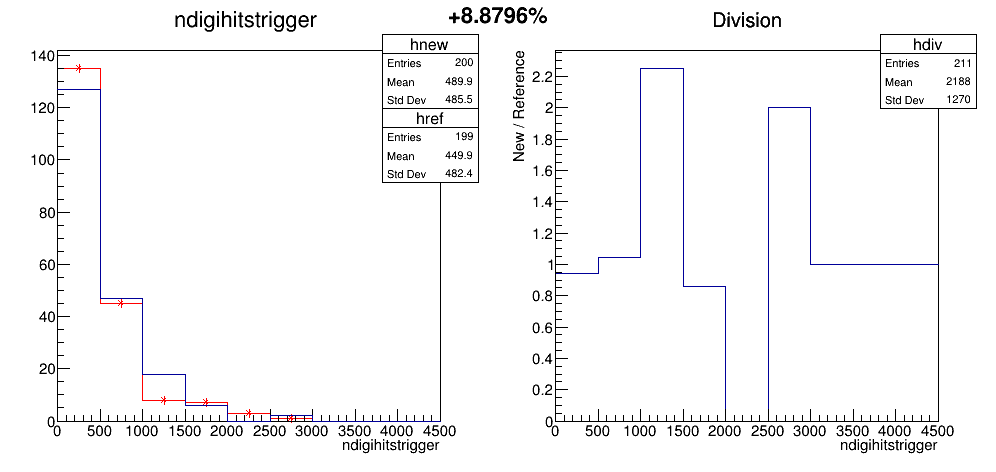 ndigihitstrigger
+8.8796%
Division
hnew
Entries 200
Mean 489.9
Std Dev 485.5
href
Entries 199
Mean 449.9
Std Dev 482.4
140
120
100
80
60
40
20
0
0 500 1000 1500 2000 2500 3000 3500 4000 4500
ndigihitstrigger
hdiv
Entries 211
Mean 2188
Std Dev 1270
New / Reference
2.2
2
1.8
1.6
1.4
1.2
1
0.8
0.6
0.4
0.2
0
0 500 1000 1500 2000 2500 3000 3500 4000 4500
ndigihitstrigger